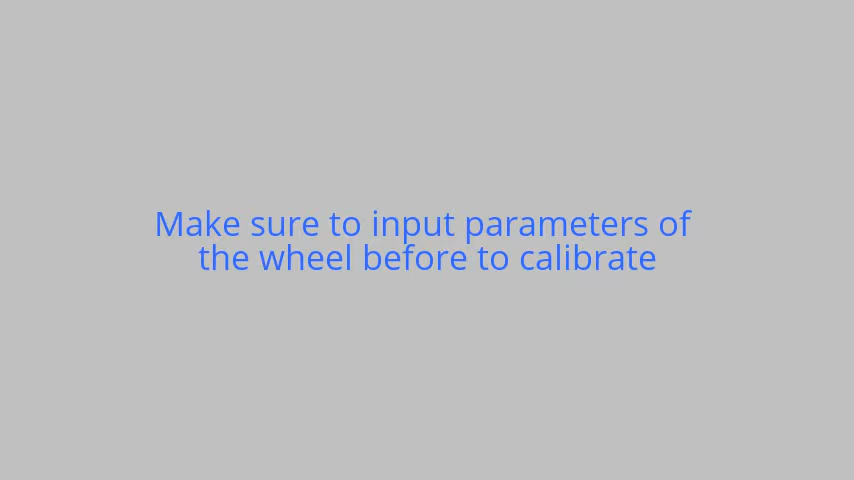 Make sure to input parameters of
the wheel before to calibrate